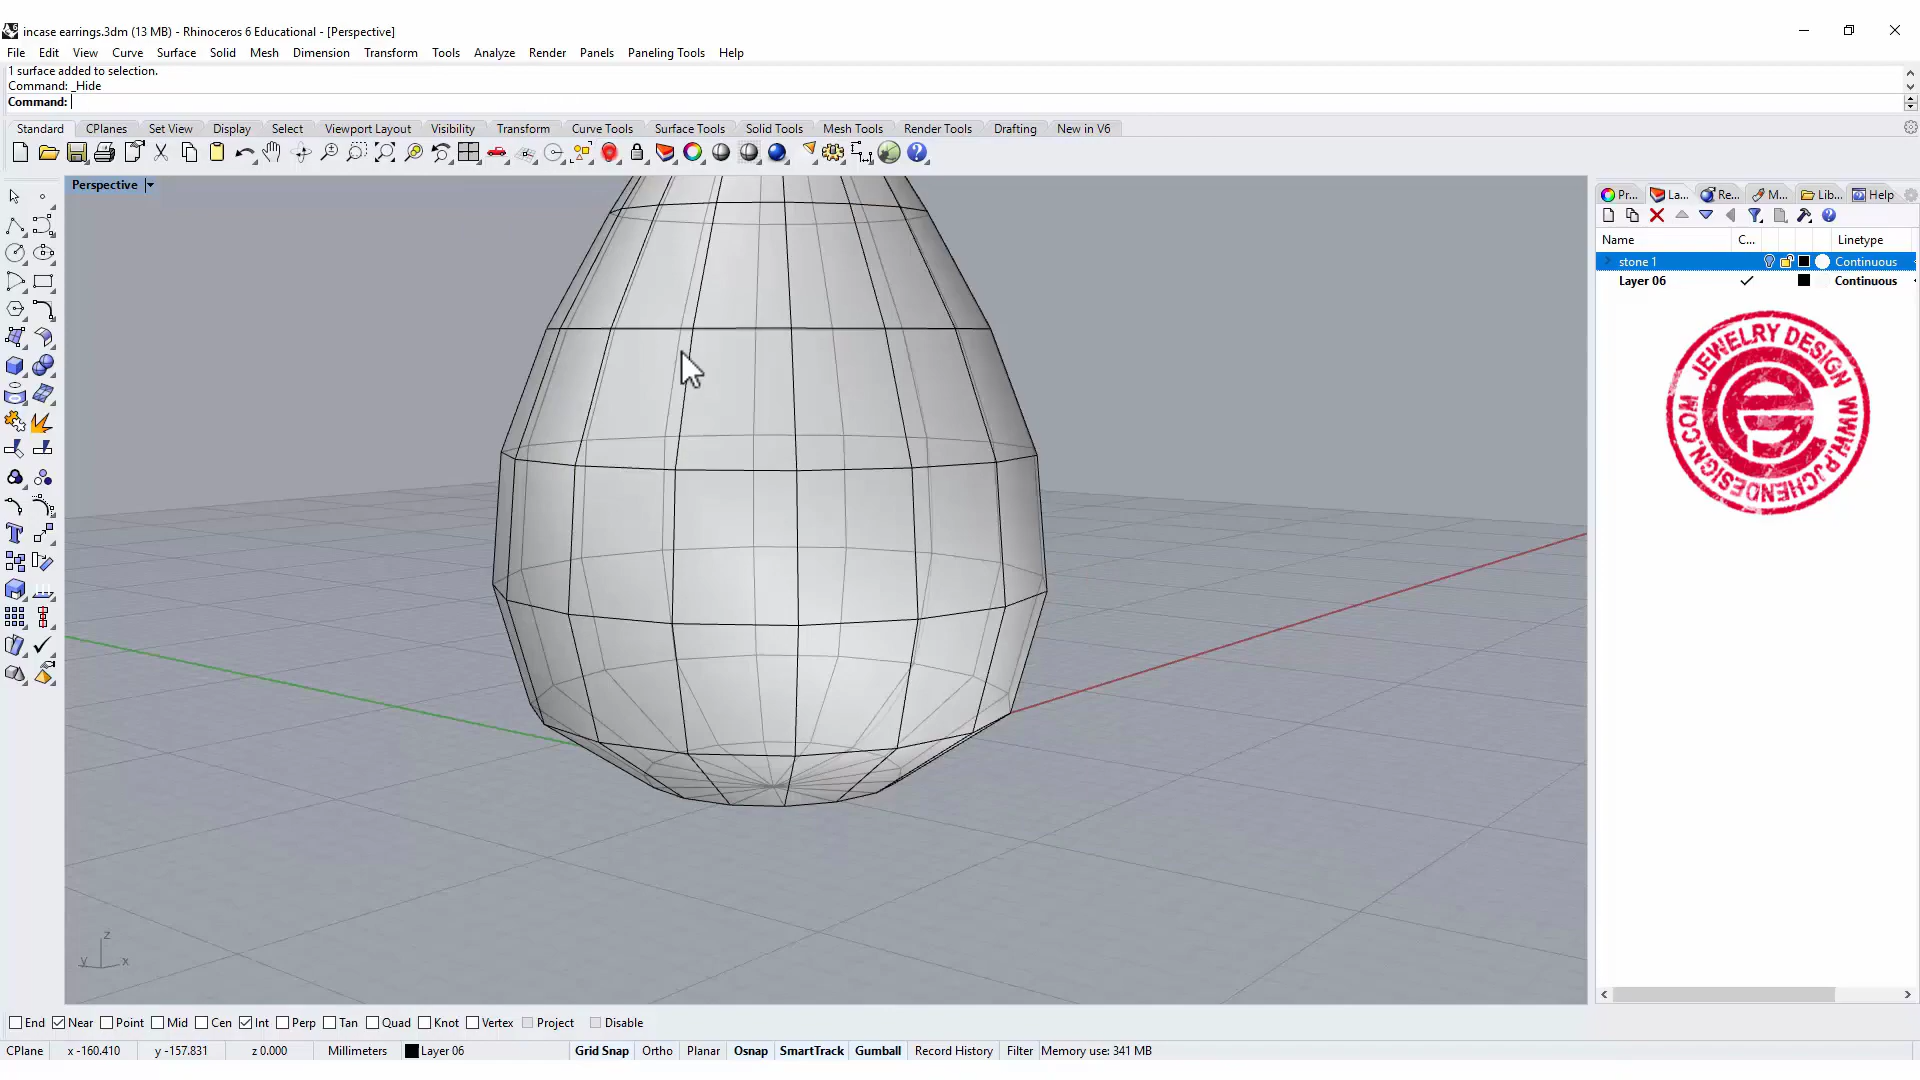 incase earrings.3dm (13 MB) - Rhinoceros 6 Educational - [Perspective]
File Edit View Curve Surface Solid Mesh Dimension Transform Tools Analyze Render Panels Paneling Tools Help
1 surface added to selection.
Command: _Hide
Command:
Standard CPlanes Set View Display Select Viewport Layout Visibility Transform Curve Tools Surface Tools Solid Tools Mesh Tools Render Tools Drafting New in V6
Perspective
Pr... La... Re... M... Lib... Help
Name C... Linetype
stone 1 Continuous
Layer 06 Continuous
JEWELRY DESIGN
WWW.PJCHENDESIGN.COM
z
y x
End Near Point Mid Cen Int Perp Tan Quad Knot Vertex Project Disable
CPlane x -160.410 y -157.831 z 0.000 Millimeters Layer 06 Grid Snap Ortho Planar Osnap SmartTrack Gumball Record History Filter Memory use: 341 MB